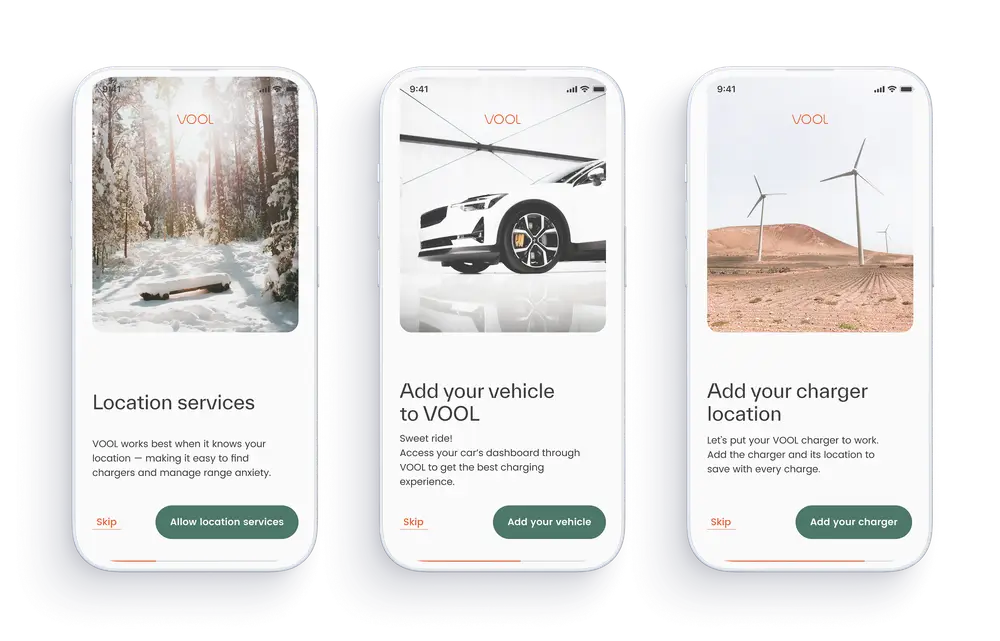 9:41
VOOL
Location services
VOOL works best when it knows your
location — making it easy to find
chargers and manage range anxiety.
Skip
Allow location services
9:41
VOOL
Add your vehicle
to VOOL
Sweet ride!
Access your car's dashboard through
VOOL to get the best charging
experience.
Skip
Add your vehicle
9:41
VOOL
Add your charger
location
Let's put your VOOL charger to work.
Add the charger and its location to
save with every charge.
Skip
Add your charger